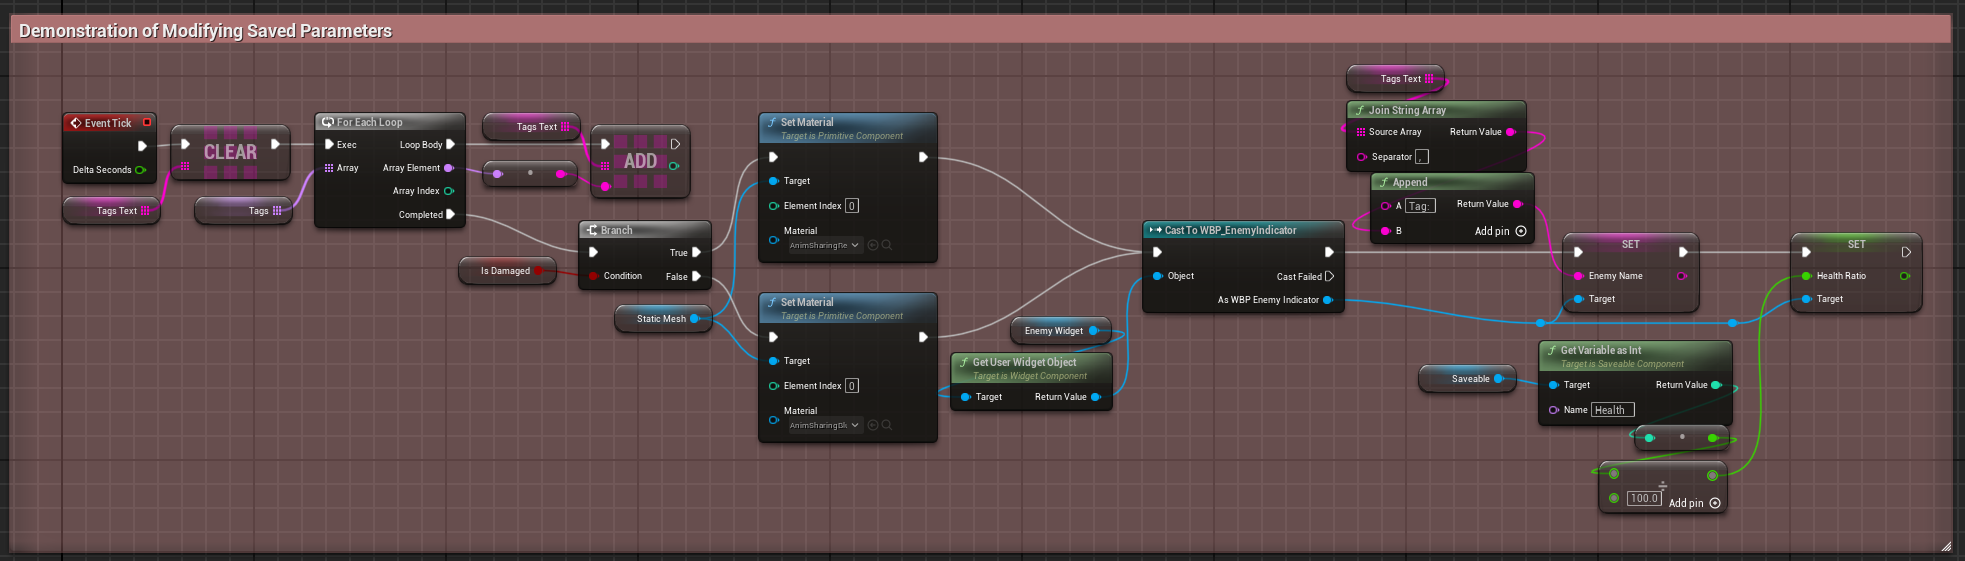 Demonstration of Modifying Saved Parameters
Event Tick
Delta Seconds
Tags Text
CLEAR
Tags
For Each Loop
Exec
Loop Body
Array
Array Element
Array Index
Completed
Tags Text
ADD
Is Damaged
Branch
True
Condition
False
Static Mesh
Set Material
Target is Primitive Component
Target
Element Index 0
Material
AnimSharingRe
Set Material
Target is Primitive Component
Target
Element Index 0
Material
AnimSharingBl
Enemy Widget
Get User Widget Object
Target is Widget Component
Target
Return Value
Cast To WBP_EnemyIndicator
Object
Cast Failed
As WBP Enemy Indicator
Tags Text
Join String Array
Source Array
Return Value
Separator ,
Append
A Tag:
Return Value
B
Add pin
SET
Enemy Name
Target
SET
Health Ratio
Target
Saveable
Get Variable as Int
Target is Saveable Component
Target
Return Value
Name Health
÷
100.0
Add pin